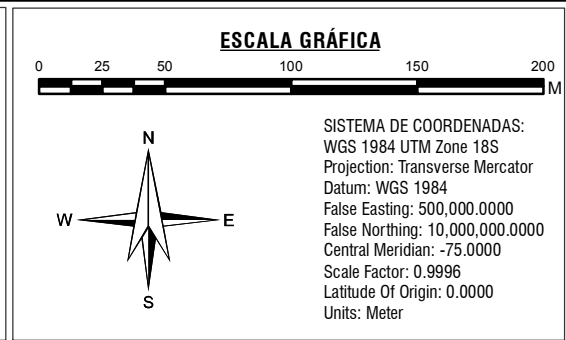 ESCALA GRÁFICA
0 25 50 100 150 200
M
N
W E
S
SISTEMA DE COORDENADAS:
WGS 1984 UTM Zone 18S
Projection: Transverse Mercator
Datum: WGS 1984
False Easting: 500,000.0000
False Northing: 10,000,000.0000
Central Meridian: -75.0000
Scale Factor: 0.9996
Latitude Of Origin: 0.0000
Units: Meter